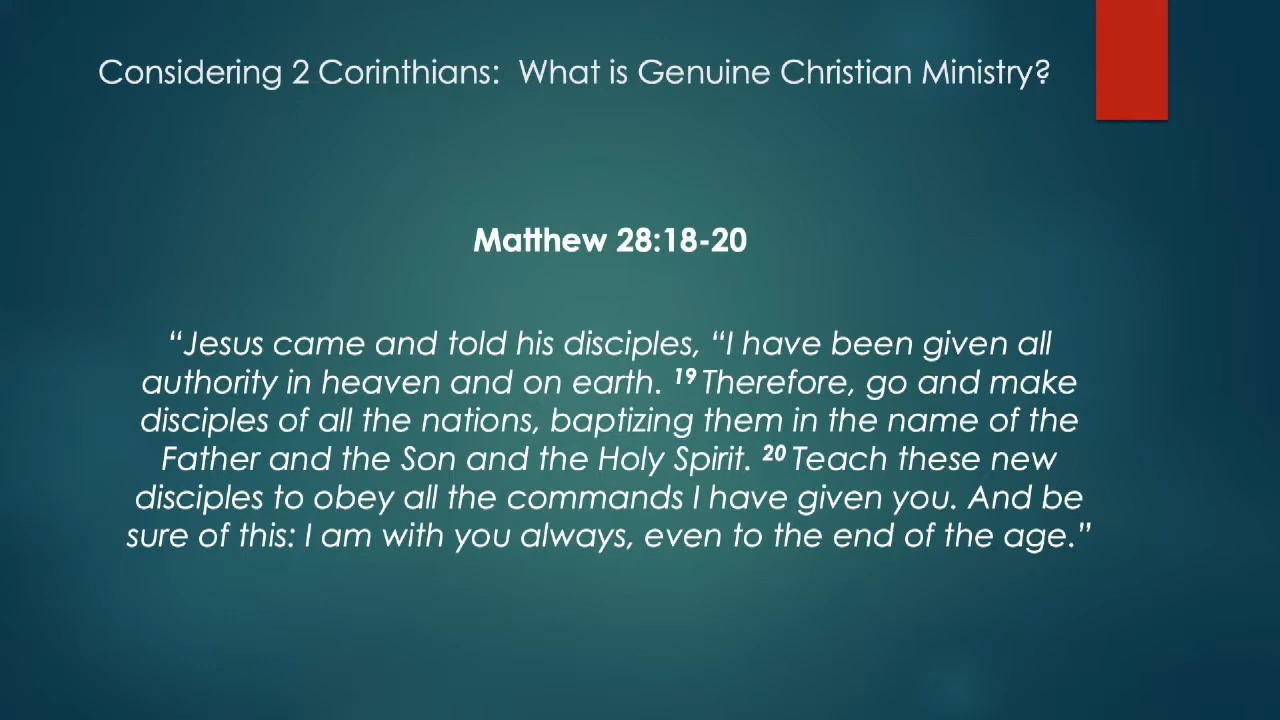 Considering 2 Corinthians:  What is Genuine Christian Ministry?
Matthew 28:18-20
“Jesus came and told his disciples, “I have been given all
authority in heaven and on earth. 19 Therefore, go and make
disciples of all the nations, baptizing them in the name of the
Father and the Son and the Holy Spirit. 20 Teach these new
disciples to obey all the commands I have given you. And be
sure of this: I am with you always, even to the end of the age.”